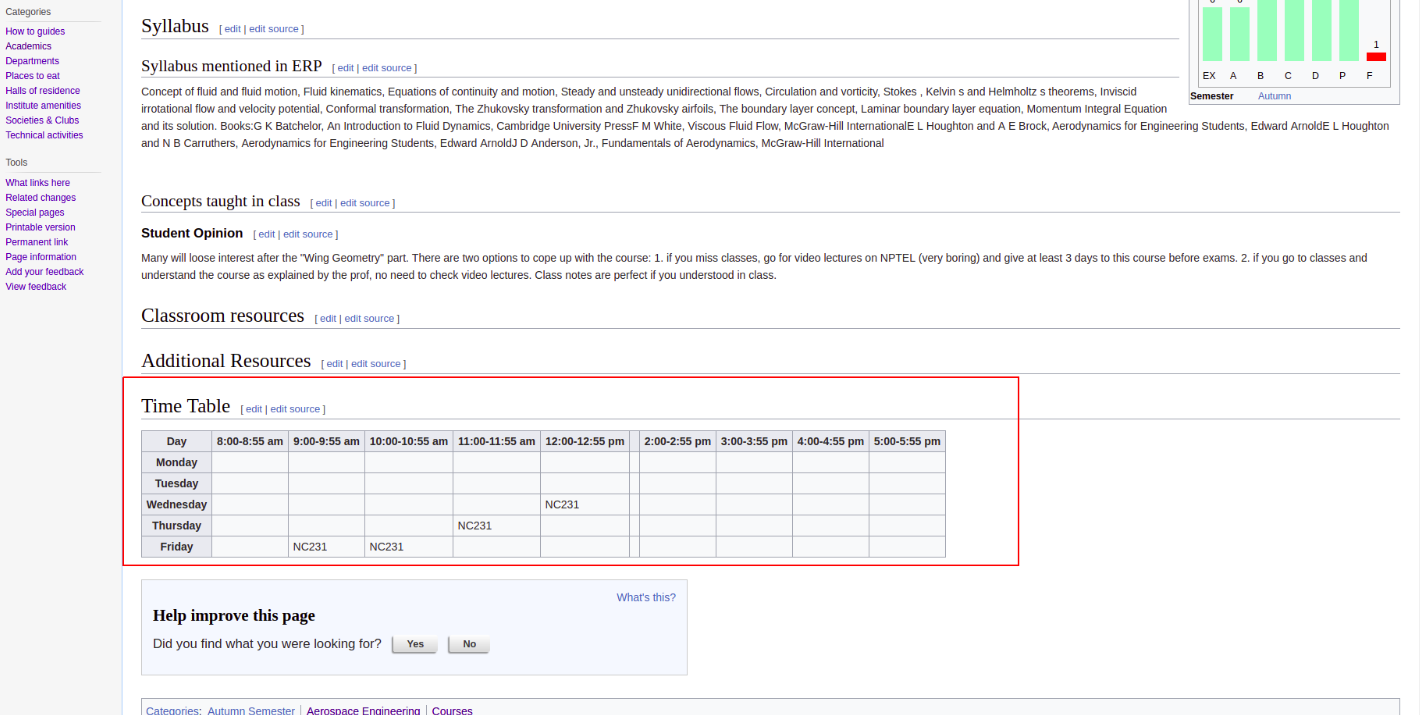 Categories
How to guides
Academics
Departments
Places to eat
Halls of residence
Institute amenities
Societies & Clubs
Technical activities
Tools
What links here
Related changes
Special pages
Printable version
Permanent link
Page information
Add your feedback
View feedback
1
EX A B C D P F
Semester Autumn
Syllabus [ edit | edit source ]
Syllabus mentioned in ERP [ edit | edit source ]
Concept of fluid and fluid motion, Fluid kinematics, Equations of continuity and motion, Steady and unsteady unidirectional flows, Circulation and vorticity, Stokes , Kelvin s and Helmholtz s theorems, Inviscid
irrotational flow and velocity potential, Conformal transformation, The Zhukovsky transformation and Zhukovsky airfoils, The boundary layer concept, Laminar boundary layer equation, Momentum Integral Equation
and its solution. Books:G K Batchelor, An Introduction to Fluid Dynamics, Cambridge University PressF M White, Viscous Fluid Flow, McGraw-Hill InternationalE L Houghton and A E Brock, Aerodynamics for Engineering Students, Edward ArnoldE L Houghton
and N B Carruthers, Aerodynamics for Engineering Students, Edward ArnoldJ D Anderson, Jr., Fundamentals of Aerodynamics, McGraw-Hill International
Concepts taught in class [ edit | edit source ]
Student Opinion [ edit | edit source ]
Many will loose interest after the "Wing Geometry" part. There are two options to cope up with the course: 1. if you miss classes, go for video lectures on NPTEL (very boring) and give at least 3 days to this course before exams. 2. if you go to classes and
understand the course as explained by the prof, no need to check video lectures. Class notes are perfect if you understood in class.
Classroom resources [ edit | edit source ]
Additional Resources [ edit | edit source ]
Time Table [ edit | edit source ]
Day 8:00-8:55 am 9:00-9:55 am 10:00-10:55 am 11:00-11:55 am 12:00-12:55 pm 2:00-2:55 pm 3:00-3:55 pm 4:00-4:55 pm 5:00-5:55 pm
Monday
Tuesday
Wednesday NC231
Thursday NC231
Friday NC231 NC231
What's this?
Help improve this page
Did you find what you were looking for? Yes No
Categories: Autumn Semester | Aerospace Engineering | Courses